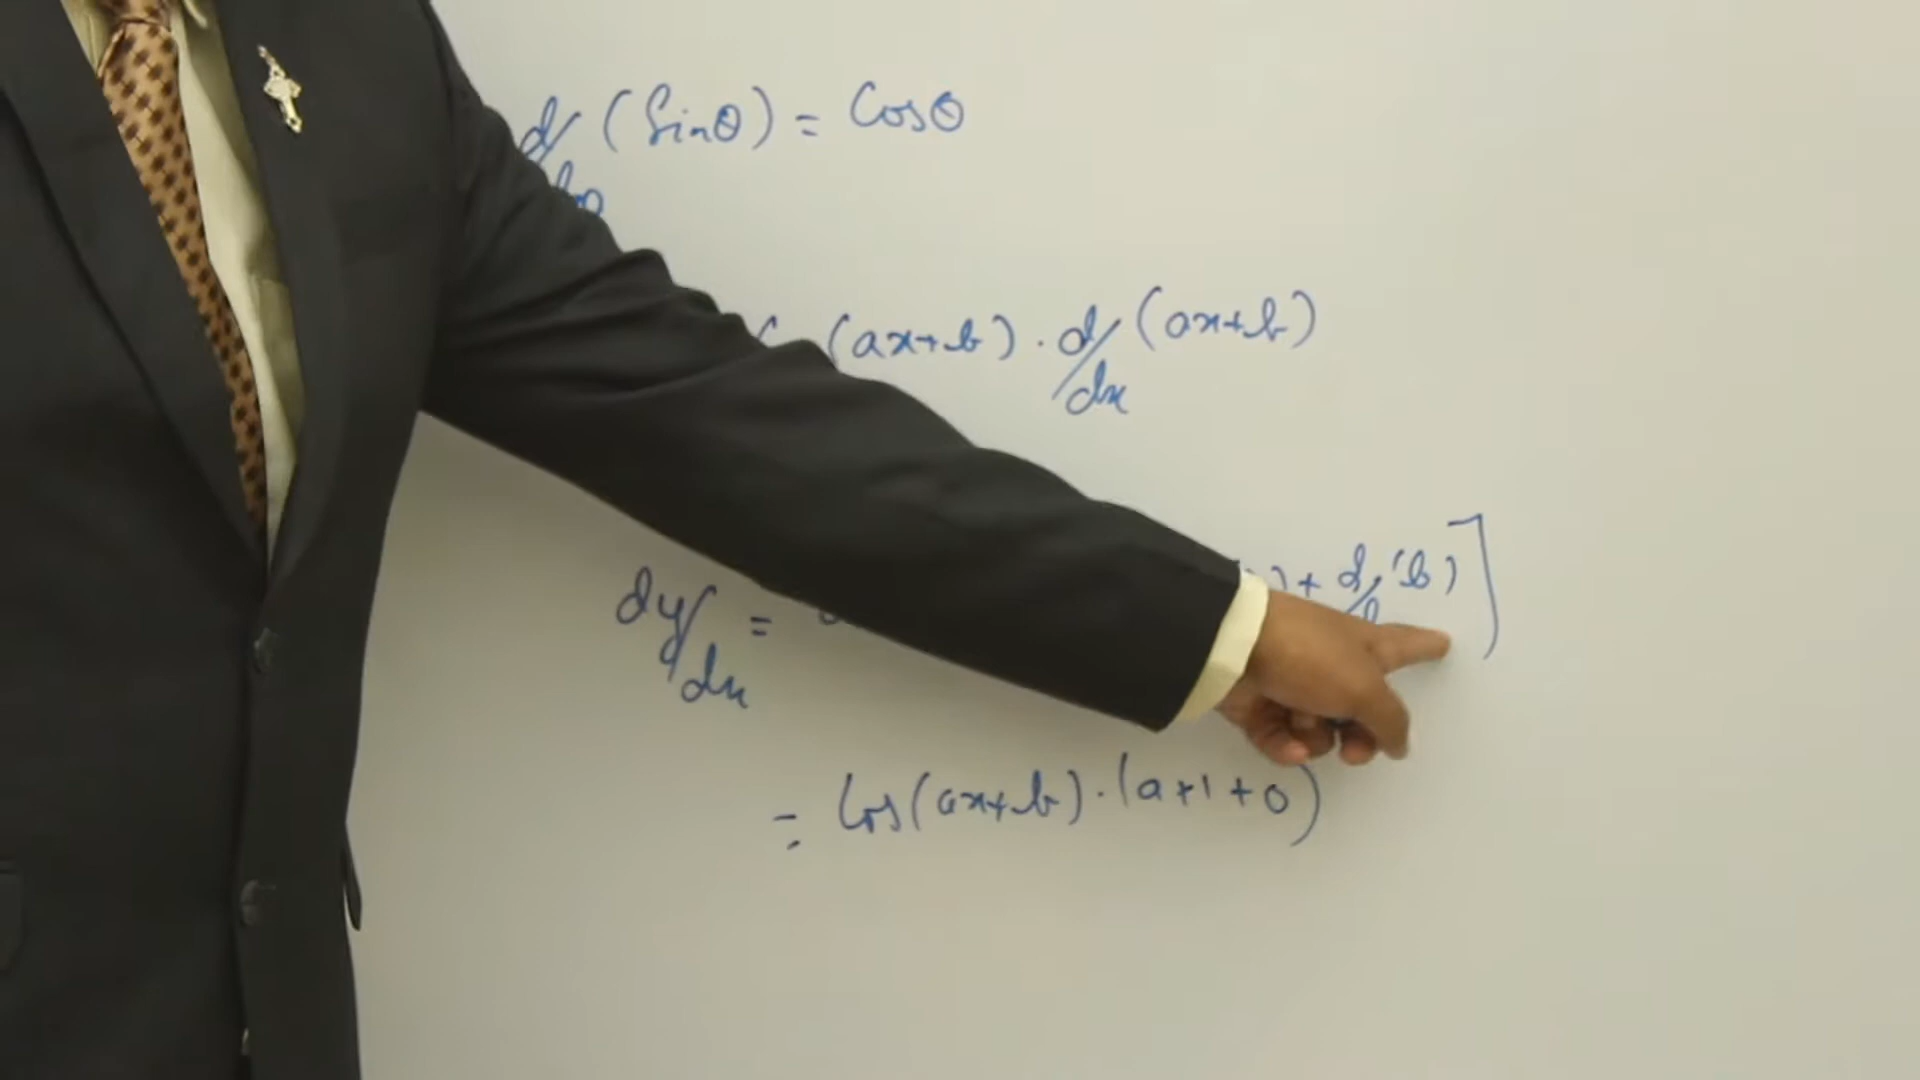 d/dθ (Sinθ) = Cosθ
(ax+b) · d/dx (ax+b)
dy/dx = ) + d/ (b) ]
= Cos(ax+b) · (a*1+0)